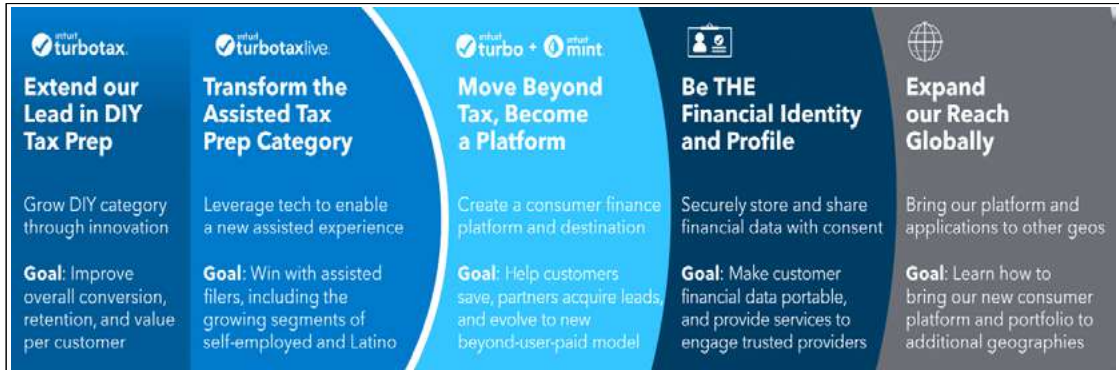 intuit
turbotax.
Extend our
Lead in DIY
Tax Prep
Grow DIY category
through innovation
Goal: Improve
overall conversion,
retention, and value
per customer
intuit
turbotaxlive.
Transform the
Assisted Tax
Prep Category
Leverage tech to enable
a new assisted experience
Goal: Win with assisted
filers, including the
growing segments of
self-employed and Latino
intuit intuit
turbo + mint
Move Beyond
Tax, Become
a Platform
Create a consumer finance
platform and destination
Goal: Help customers
save, partners acquire leads,
and evolve to new
beyond-user-paid model
Be THE
Financial Identity
and Profile
Securely store and share
financial data with consent
Goal: Make customer
financial data portable,
and provide services to
engage trusted providers
Expand
our Reach
Globally
Bring our platform and
applications to other geos
Goal: Learn how to
bring our new consumer
platform and portfolio to
additional geographies